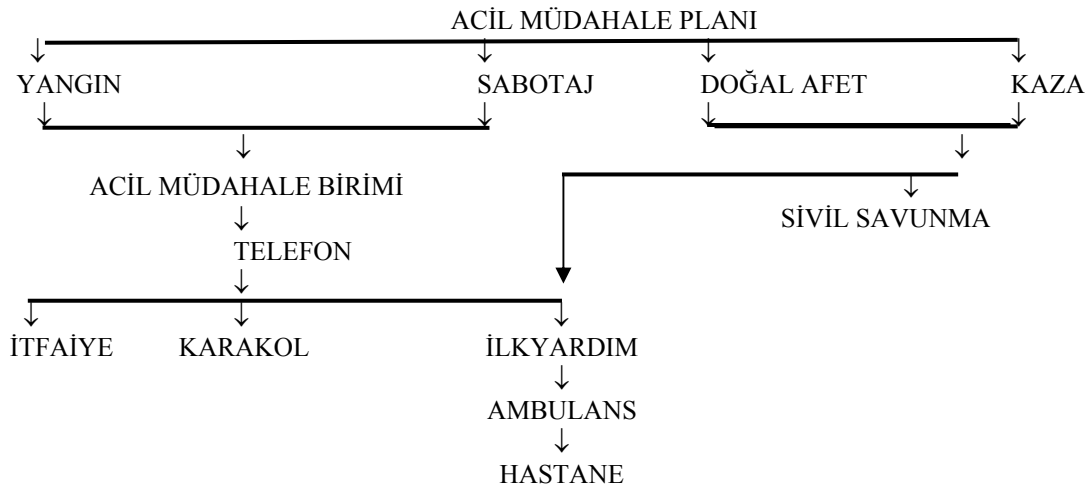 ACİL MÜDAHALE PLANI
YANGIN SABOTAJ DOĞAL AFET KAZA
ACİL MÜDAHALE BİRİMİ
SİVİL SAVUNMA
TELEFON
İTFAİYE KARAKOL İLKYARDIM
AMBULANS
HASTANE